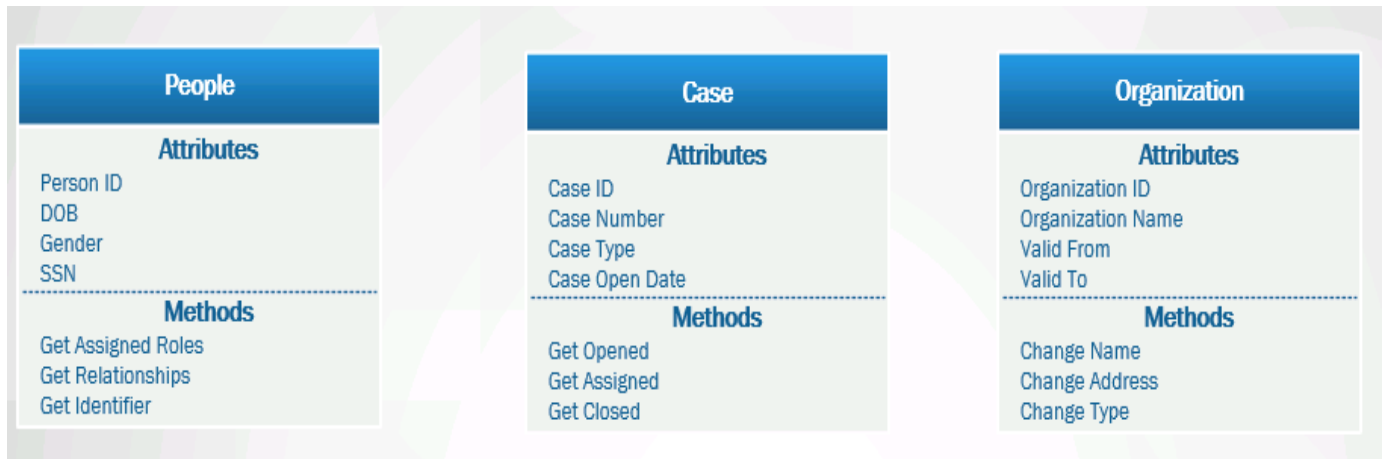 People
Attributes
Person ID
DOB
Gender
SSN
Methods
Get Assigned Roles
Get Relationships
Get Identifier
Case
Attributes
Case ID
Case Number
Case Type
Case Open Date
Methods
Get Opened
Get Assigned
Get Closed
Organization
Attributes
Organization ID
Organization Name
Valid From
Valid To
Methods
Change Name
Change Address
Change Type